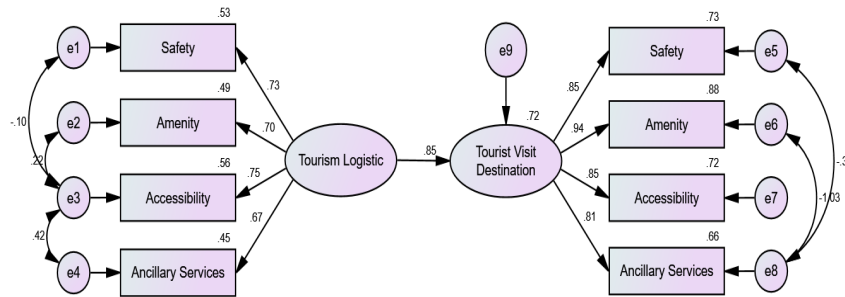 .53
.73
e1
Safety
e9
Safety
e5
-.10
.73
.85
.49
.88
e2
Amenity
.70
.72
.94
Amenity
e6
.22
.56
Tourism Logistic
.85
Tourist Visit
Destination
.72
-.3
.75
.85
e3
Accessibility
Accessibility
e7
-1.03
.67
.81
.42
.45
.66
e4
Ancillary Services
Ancillary Services
e8